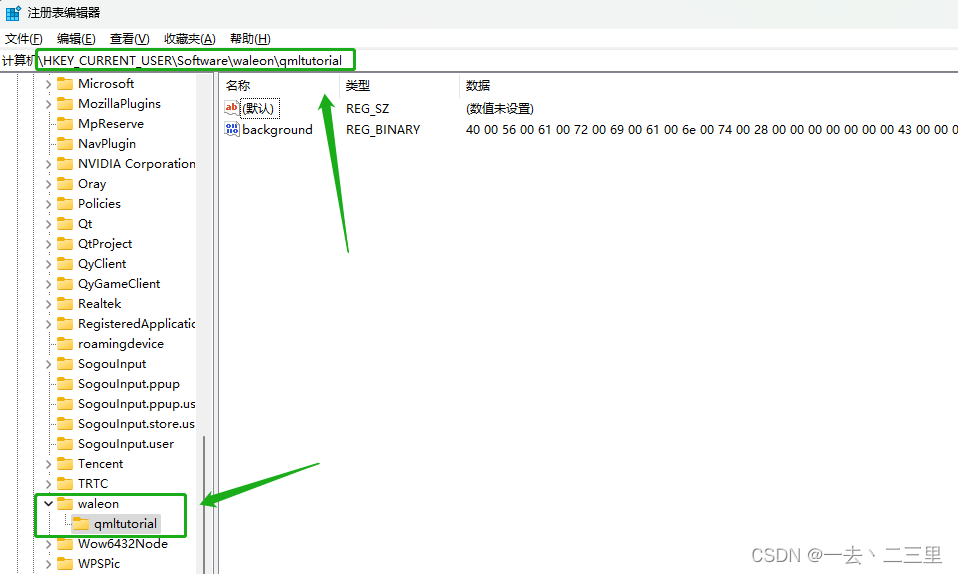 注册表编辑器
文件(F) 编辑(E) 查看(V) 收藏夹(A) 帮助(H)
计算机\HKEY_CURRENT_USER\Software\waleon\qmltutorial
Microsoft
MozillaPlugins
MpReserve
NavPlugin
NVIDIA Corporation
Oray
Policies
Qt
QtProject
QyClient
QyGameClient
Realtek
RegisteredApplicatic
roamingdevice
SogouInput
SogouInput.ppup
SogouInput.ppup.us
SogouInput.store.us
SogouInput.user
Tencent
TRTC
waleon
qmltutorial
Wow6432Node
WPSPic
名称 类型 数据
ab (默认) REG_SZ (数值未设置)
background REG_BINARY 40 00 56 00 61 00 72 00 69 00 61 00 6e 00 74 00 28 00 00 00 00 00 00 00 43 00 00 0
CSDN @一去丶二三里